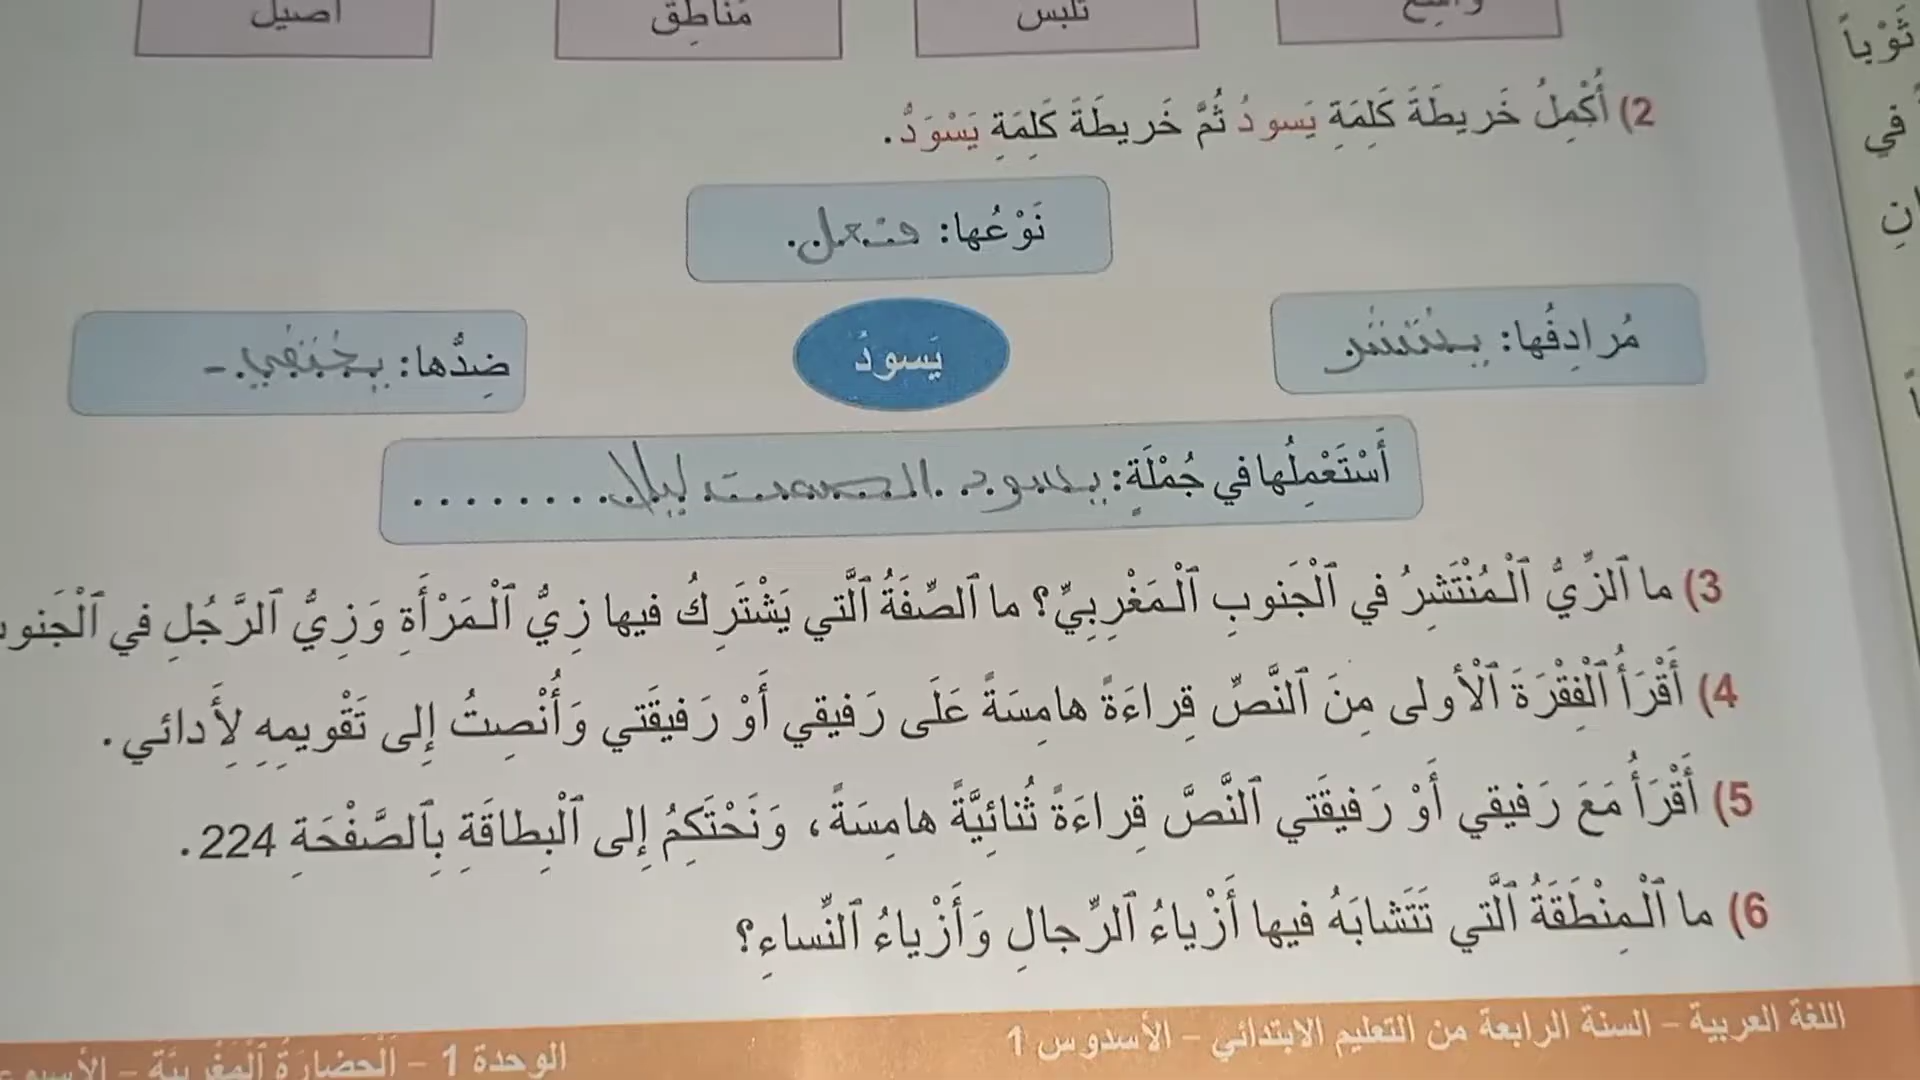 تلبس
مَناطِق
أصيل
2) أُكْمِلُ خَريطَةَ كَلِمَةِ يَسودُ ثُمَّ خَريطَةَ كَلِمَةِ يَسْوَدُّ.
نَوْعُها: فعل.
مُرادِفُها: ينتشر
يَسودُ
ضِدُّها: يختفي
أَسْتَعْمِلُها في جُمْلَةٍ: يسود الصمت ليلا........
3) ما ٱلزِّيُّ ٱلْمُنْتَشِرُ في ٱلْجَنوبِ ٱلْمَغْرِبِيِّ؟ ما ٱلصِّفَةُ ٱلَّتي يَشْتَرِكُ فيها زِيُّ ٱلْمَرْأَةِ وَزِيُّ ٱلرَّجُلِ في
4) أَقْرَأُ ٱلْفِقْرَةَ ٱلْأولى مِنَ ٱلنَّصِّ قِراءَةً هامِسَةً عَلَى رَفيقي أَوْ رَفيقَتي وَأُنْصِتُ إِلى تَقْويمِهِ لِأَدائي.
5) أَقْرَأُ مَعَ رَفيقي أَوْ رَفيقَتي ٱلنَّصَّ قِراءَةً ثُنائِيَّةً هامِسَةً، وَنَحْتَكِمُ إِلى ٱلْبِطاقَةِ بِٱلصَّفْحَةِ 224.
6) ما ٱلْمِنْطَقَةُ ٱلَّتي تَتَشابَهُ فيها أَزْياءُ ٱلرِّجالِ وَأَزْياءُ ٱلنِّساءِ؟
اللغة العربية – السنة الرابعة من التعليم الابتدائي – الأسدوس 1
الوحدة 1 – ٱلْحَضارَةُ ٱلْمَغْرِبيَّة –
ثَوْباً
في